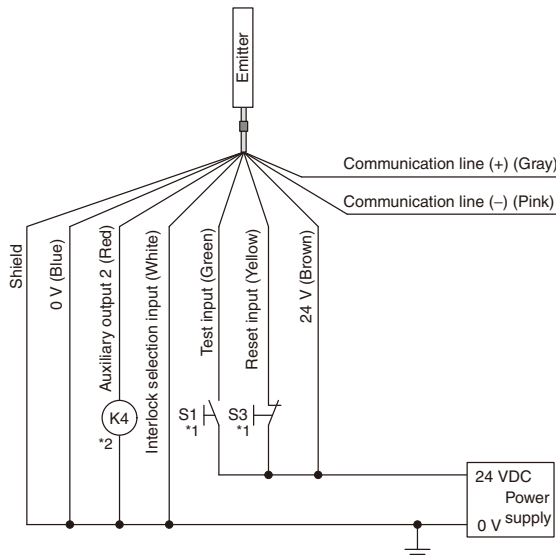 Emitter
Communication line (+) (Gray)
Communication line (–) (Pink)
Shield
0 V (Blue)
Auxiliary output 2 (Red)
Interlock selection input (White)
Test input (Green)
Reset input (Yellow)
24 V (Brown)
K4
*2
S1
*1
S3
*1
24 VDC
Power
supply
0 V